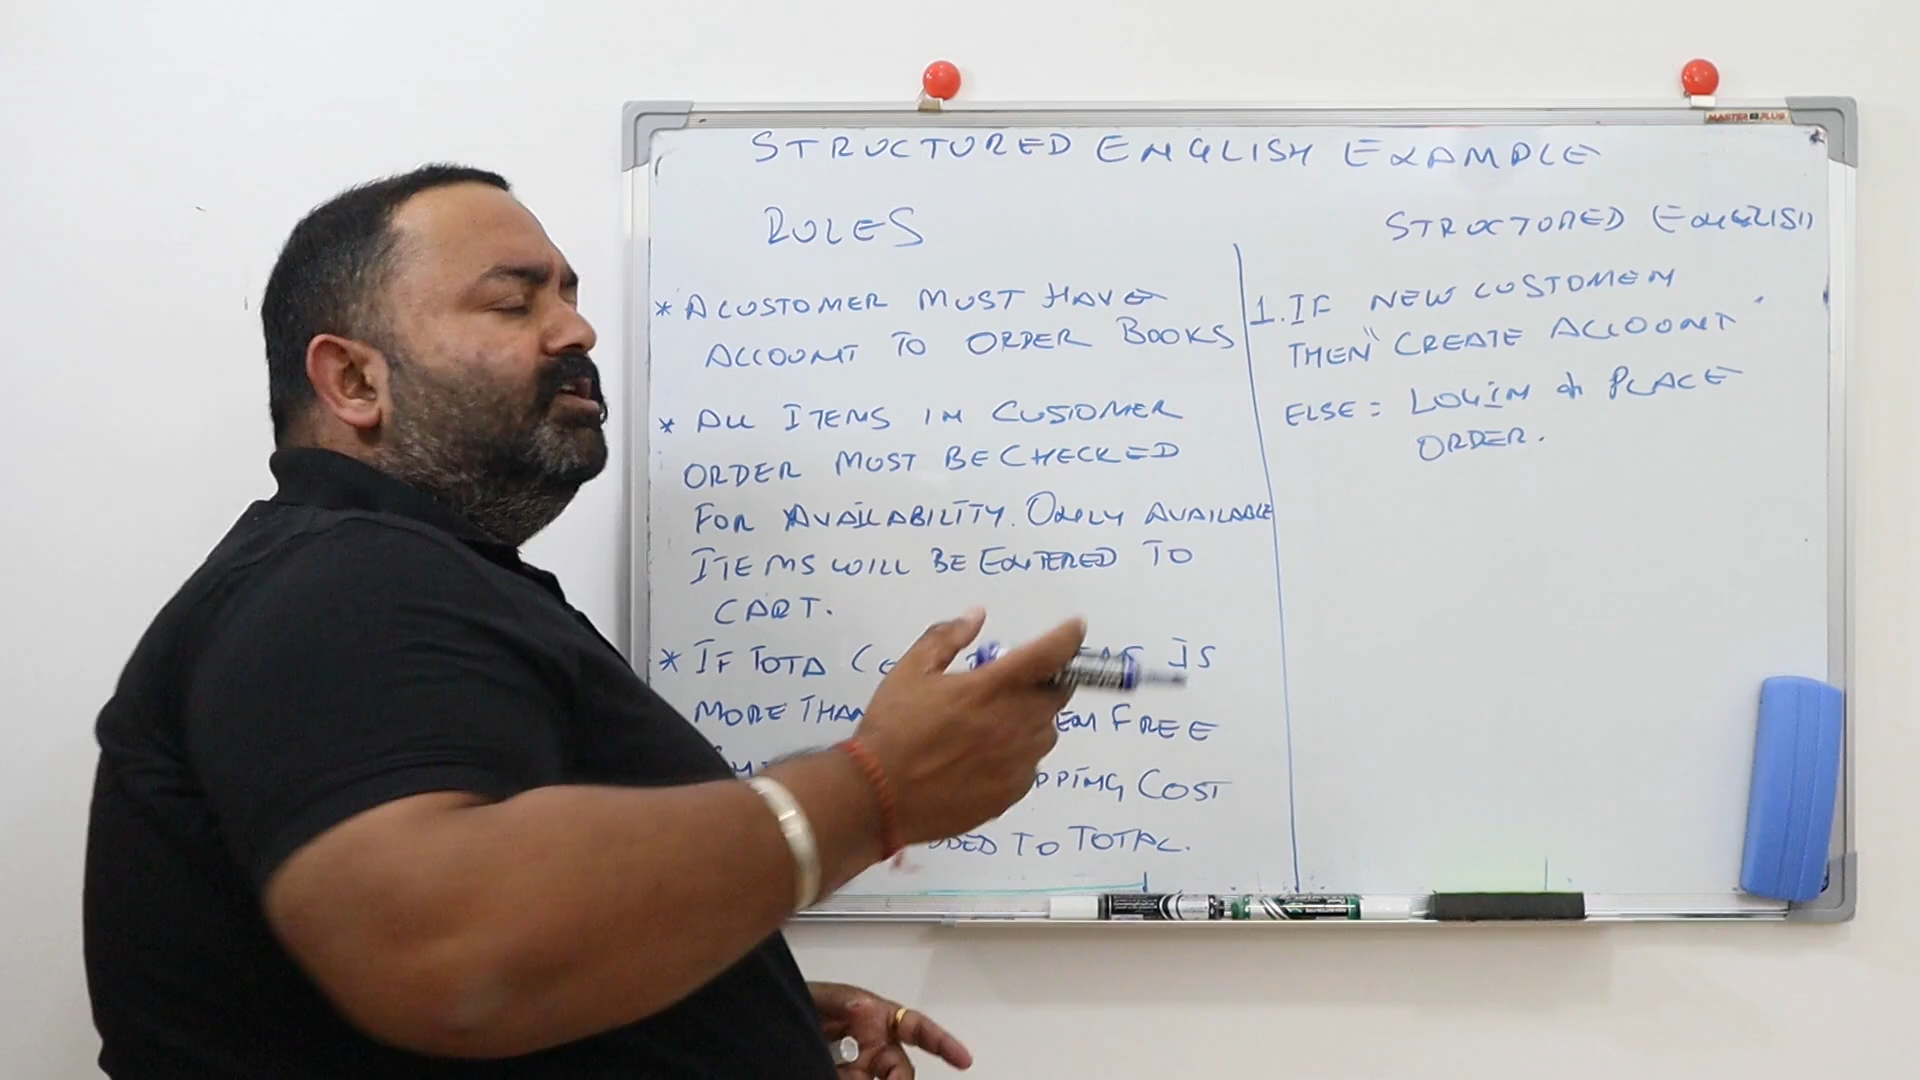 MASTER PLUS
STRUCTURED ENGLISH EXAMPLE
RULES
* A CUSTOMER MUST HAVE
ACCOUNT TO ORDER BOOKS
* ALL ITEMS IN CUSTOMER
ORDER MUST BE CHECKED
FOR AVAILABILITY. ONLY AVAILABLE
ITEMS WILL BE ENTERED TO
CART.
* IF TOTA IS
MORE THAN FREE
COST
TO TOTAL.
STRUCTURED ENGLISH
1. IF NEW CUSTOMER
THEN "CREATE ACCOUNT"
ELSE = LOGIN & PLACE
ORDER.